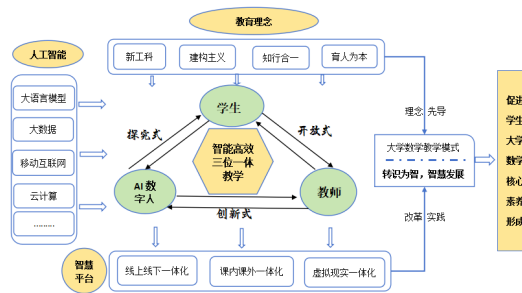 教育理念
人工智能
新工科
建构主义
知行合一
育人为本
大语言模型
大数据
移动互联网
云计算
………
学生
探究式
开放式
智能高效
三位一体
教学
AI 数
字人
教师
创新式
理念 先导
大学数学教学模式
转识为智，智慧发展
改革 实践
促进
学生
大学
数学
核心
素养
形成
智慧
平台
线上线下一体化
课内课外一体化
虚拟现实一体化